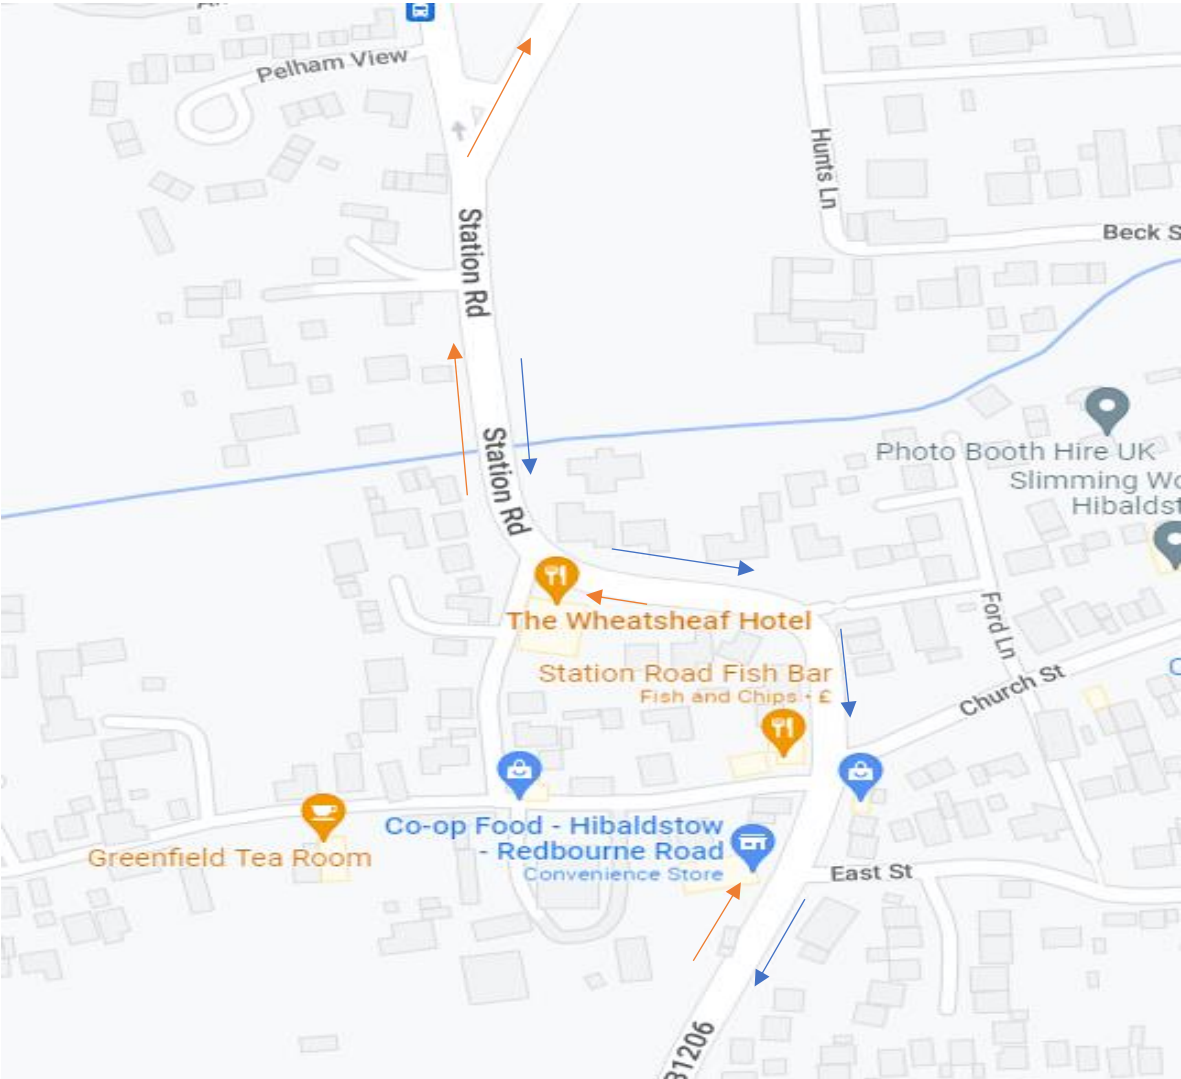 Pelham View
Hunts Ln
Station Rd
Beck S
Station Rd
Photo Booth Hire UK
Slimming Wo
Hibaldst
The Wheatsheaf Hotel
Ford Ln
Station Road Fish Bar
Fish and Chips · £
Church St
Co-op Food - Hibaldstow
- Redbourne Road
Convenience Store
Greenfield Tea Room
East St
B1206